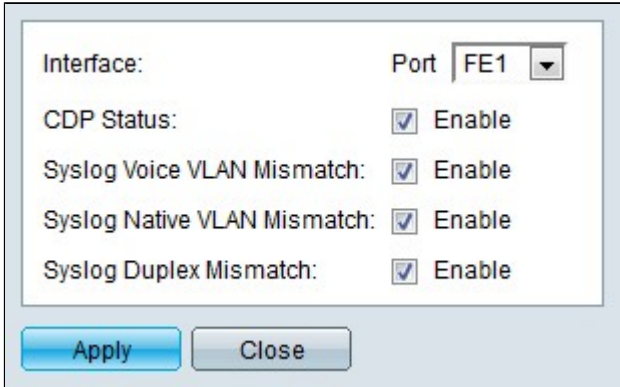 Interface: Port FE1
CDP Status: Enable
Syslog Voice VLAN Mismatch: Enable
Syslog Native VLAN Mismatch: Enable
Syslog Duplex Mismatch: Enable
Apply Close